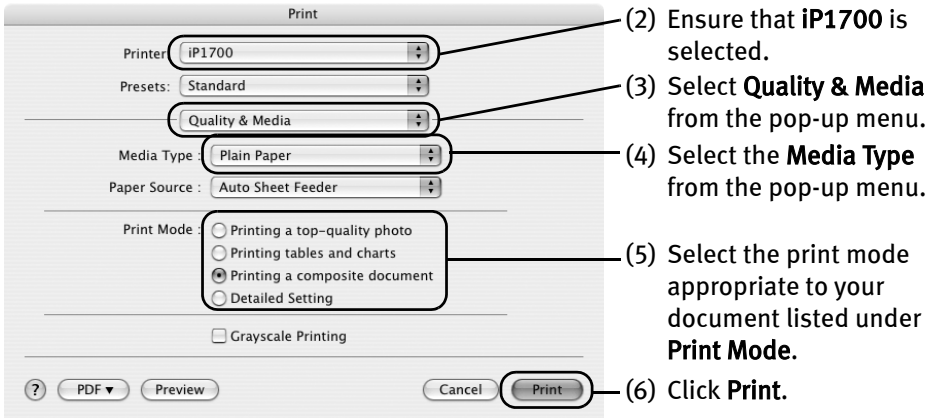 Print
Printer: iP1700
Presets: Standard
Quality & Media
Media Type : Plain Paper
Paper Source : Auto Sheet Feeder
Print Mode : Printing a top-quality photo
Printing tables and charts
Printing a composite document
Detailed Setting
Grayscale Printing
? PDF▼ Preview Cancel Print
(2) Ensure that iP1700 is
selected.
(3) Select Quality & Media
from the pop-up menu.
(4) Select the Media Type
from the pop-up menu.
(5) Select the print mode
appropriate to your
document listed under
Print Mode.
(6) Click Print.